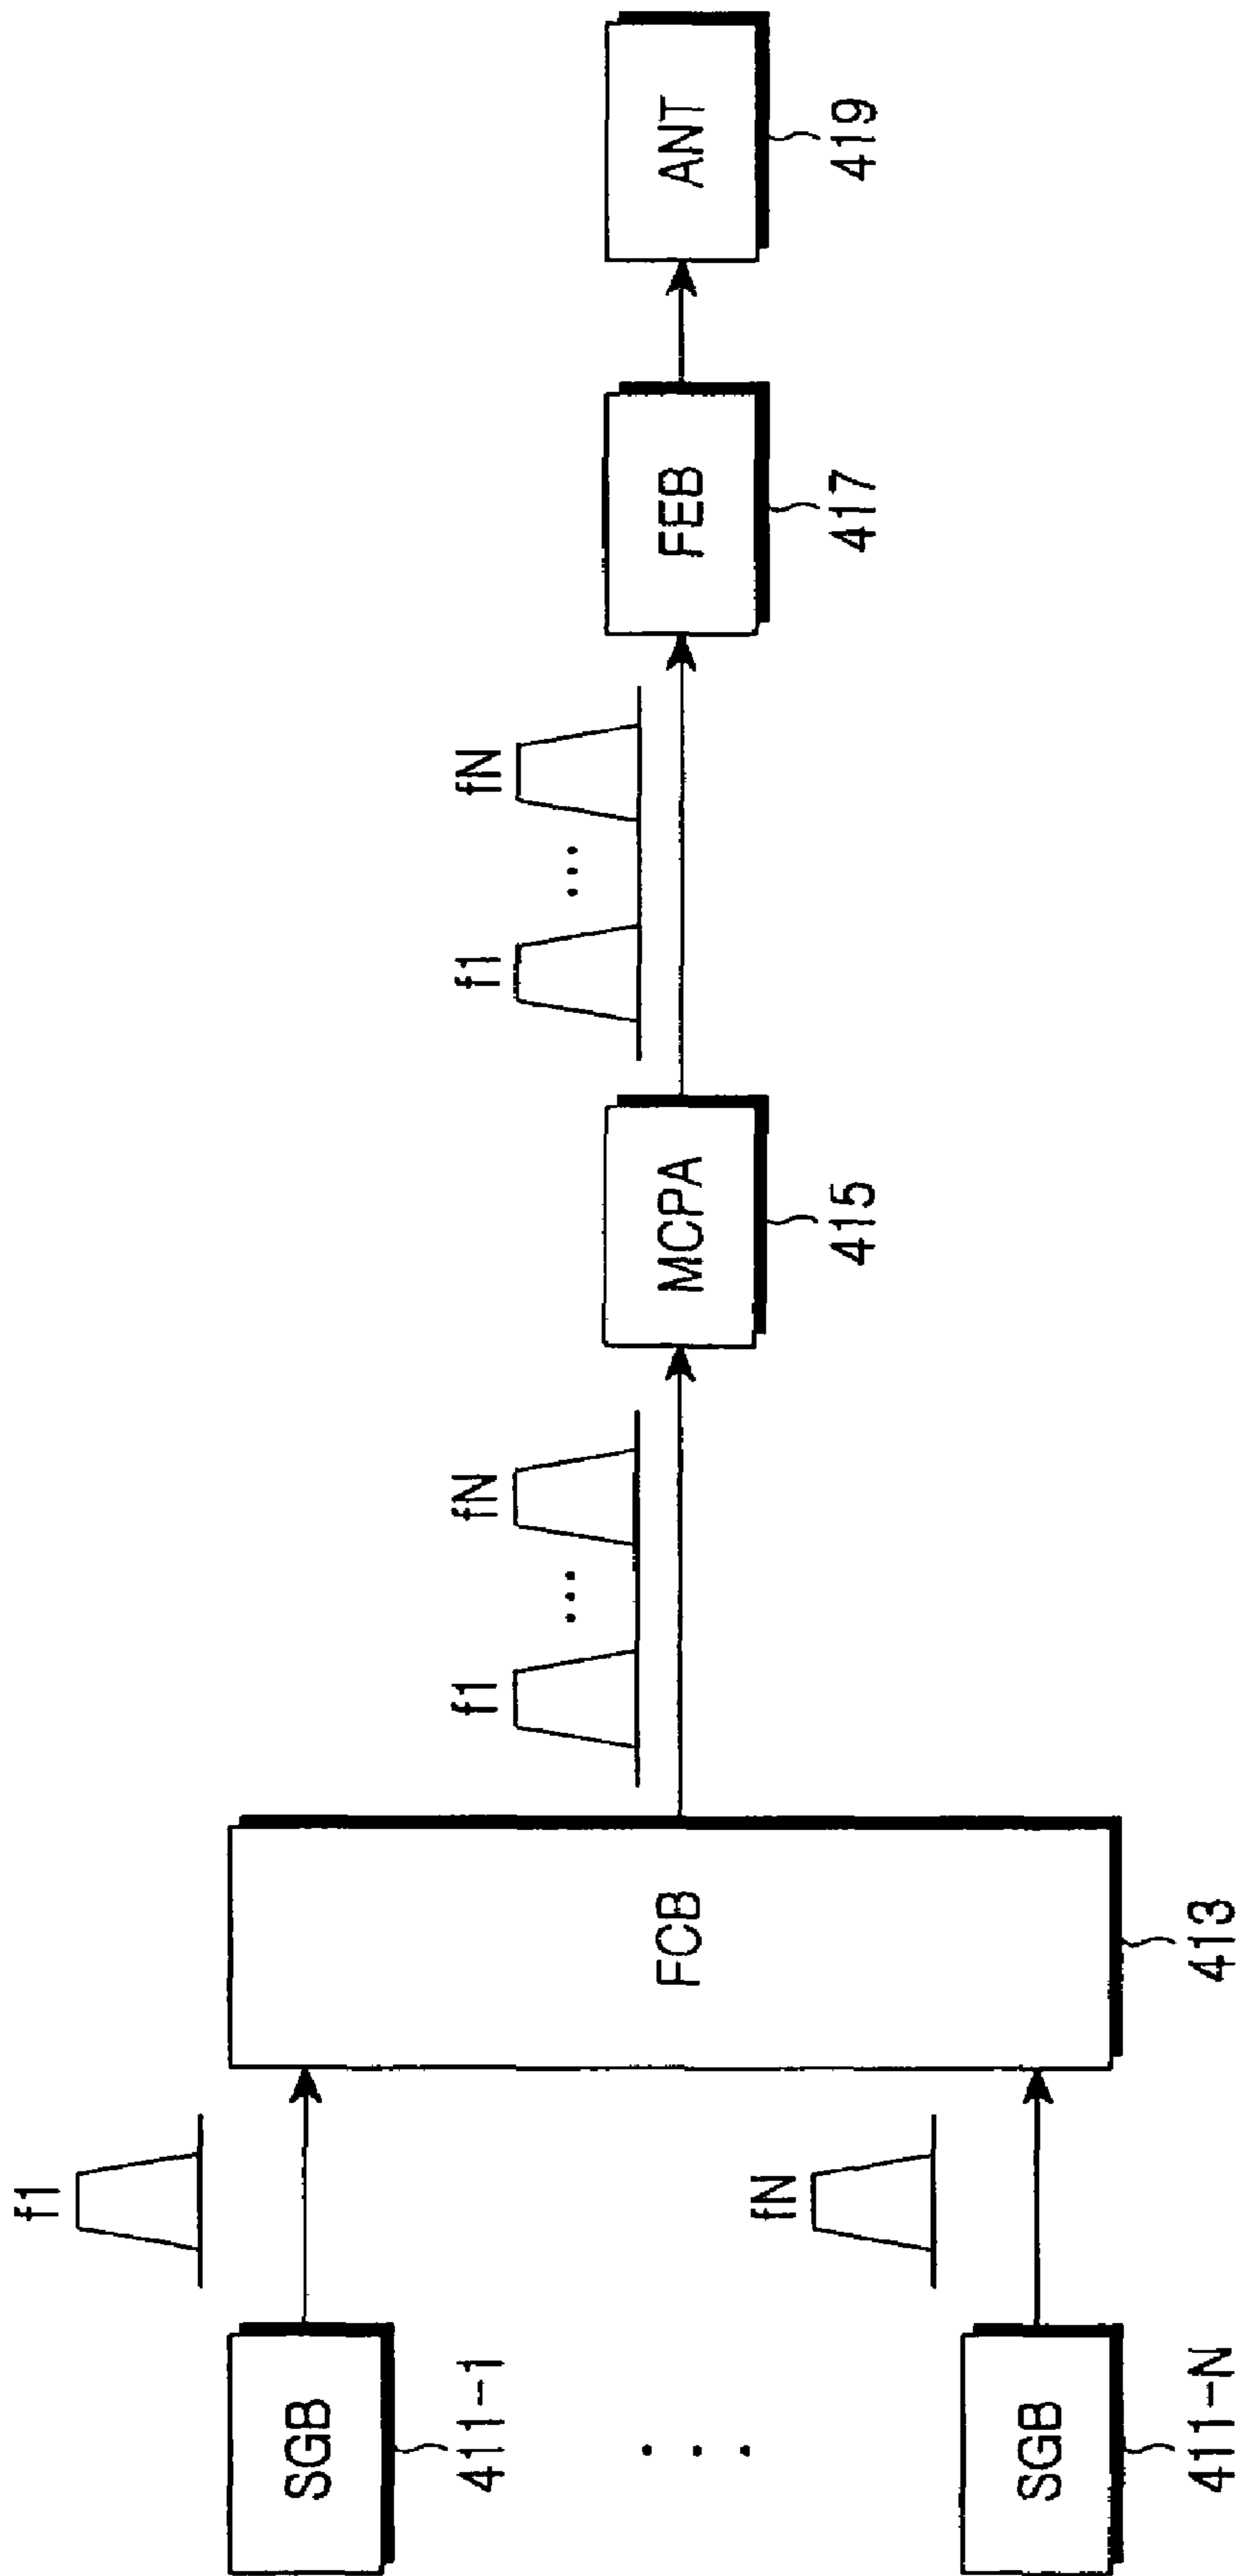 f1
SGB
411-1
...
fN
SGB
411-N
FCB
413
f1
...
fN
MCPA
415
f1
...
fN
FEB
417
ANT
419